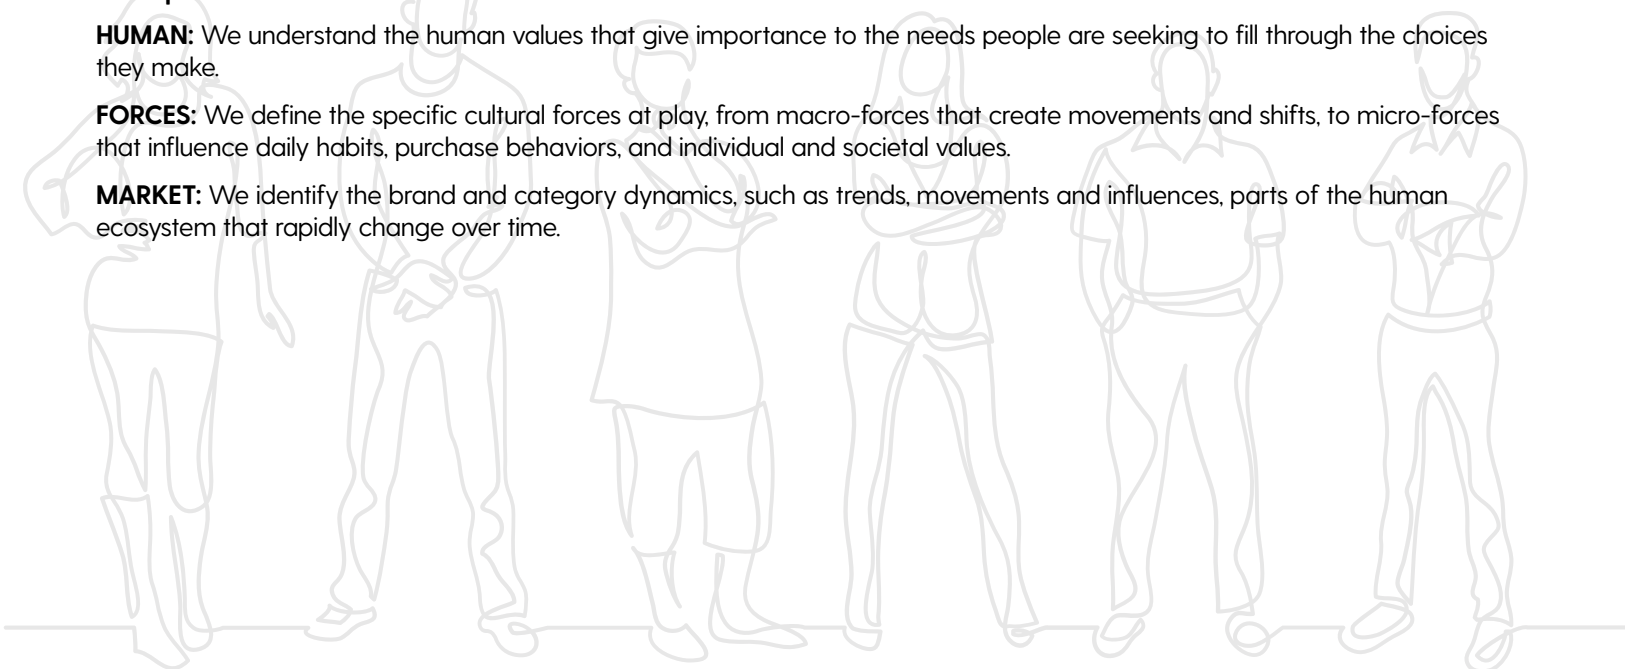 HUMAN: We understand the human values that give importance to the needs people are seeking to fill through the choices
they make.
FORCES: We define the specific cultural forces at play, from macro-forces that create movements and shifts, to micro-forces
that influence daily habits, purchase behaviors, and individual and societal values.
MARKET: We identify the brand and category dynamics, such as trends, movements and influences, parts of the human
ecosystem that rapidly change over time.